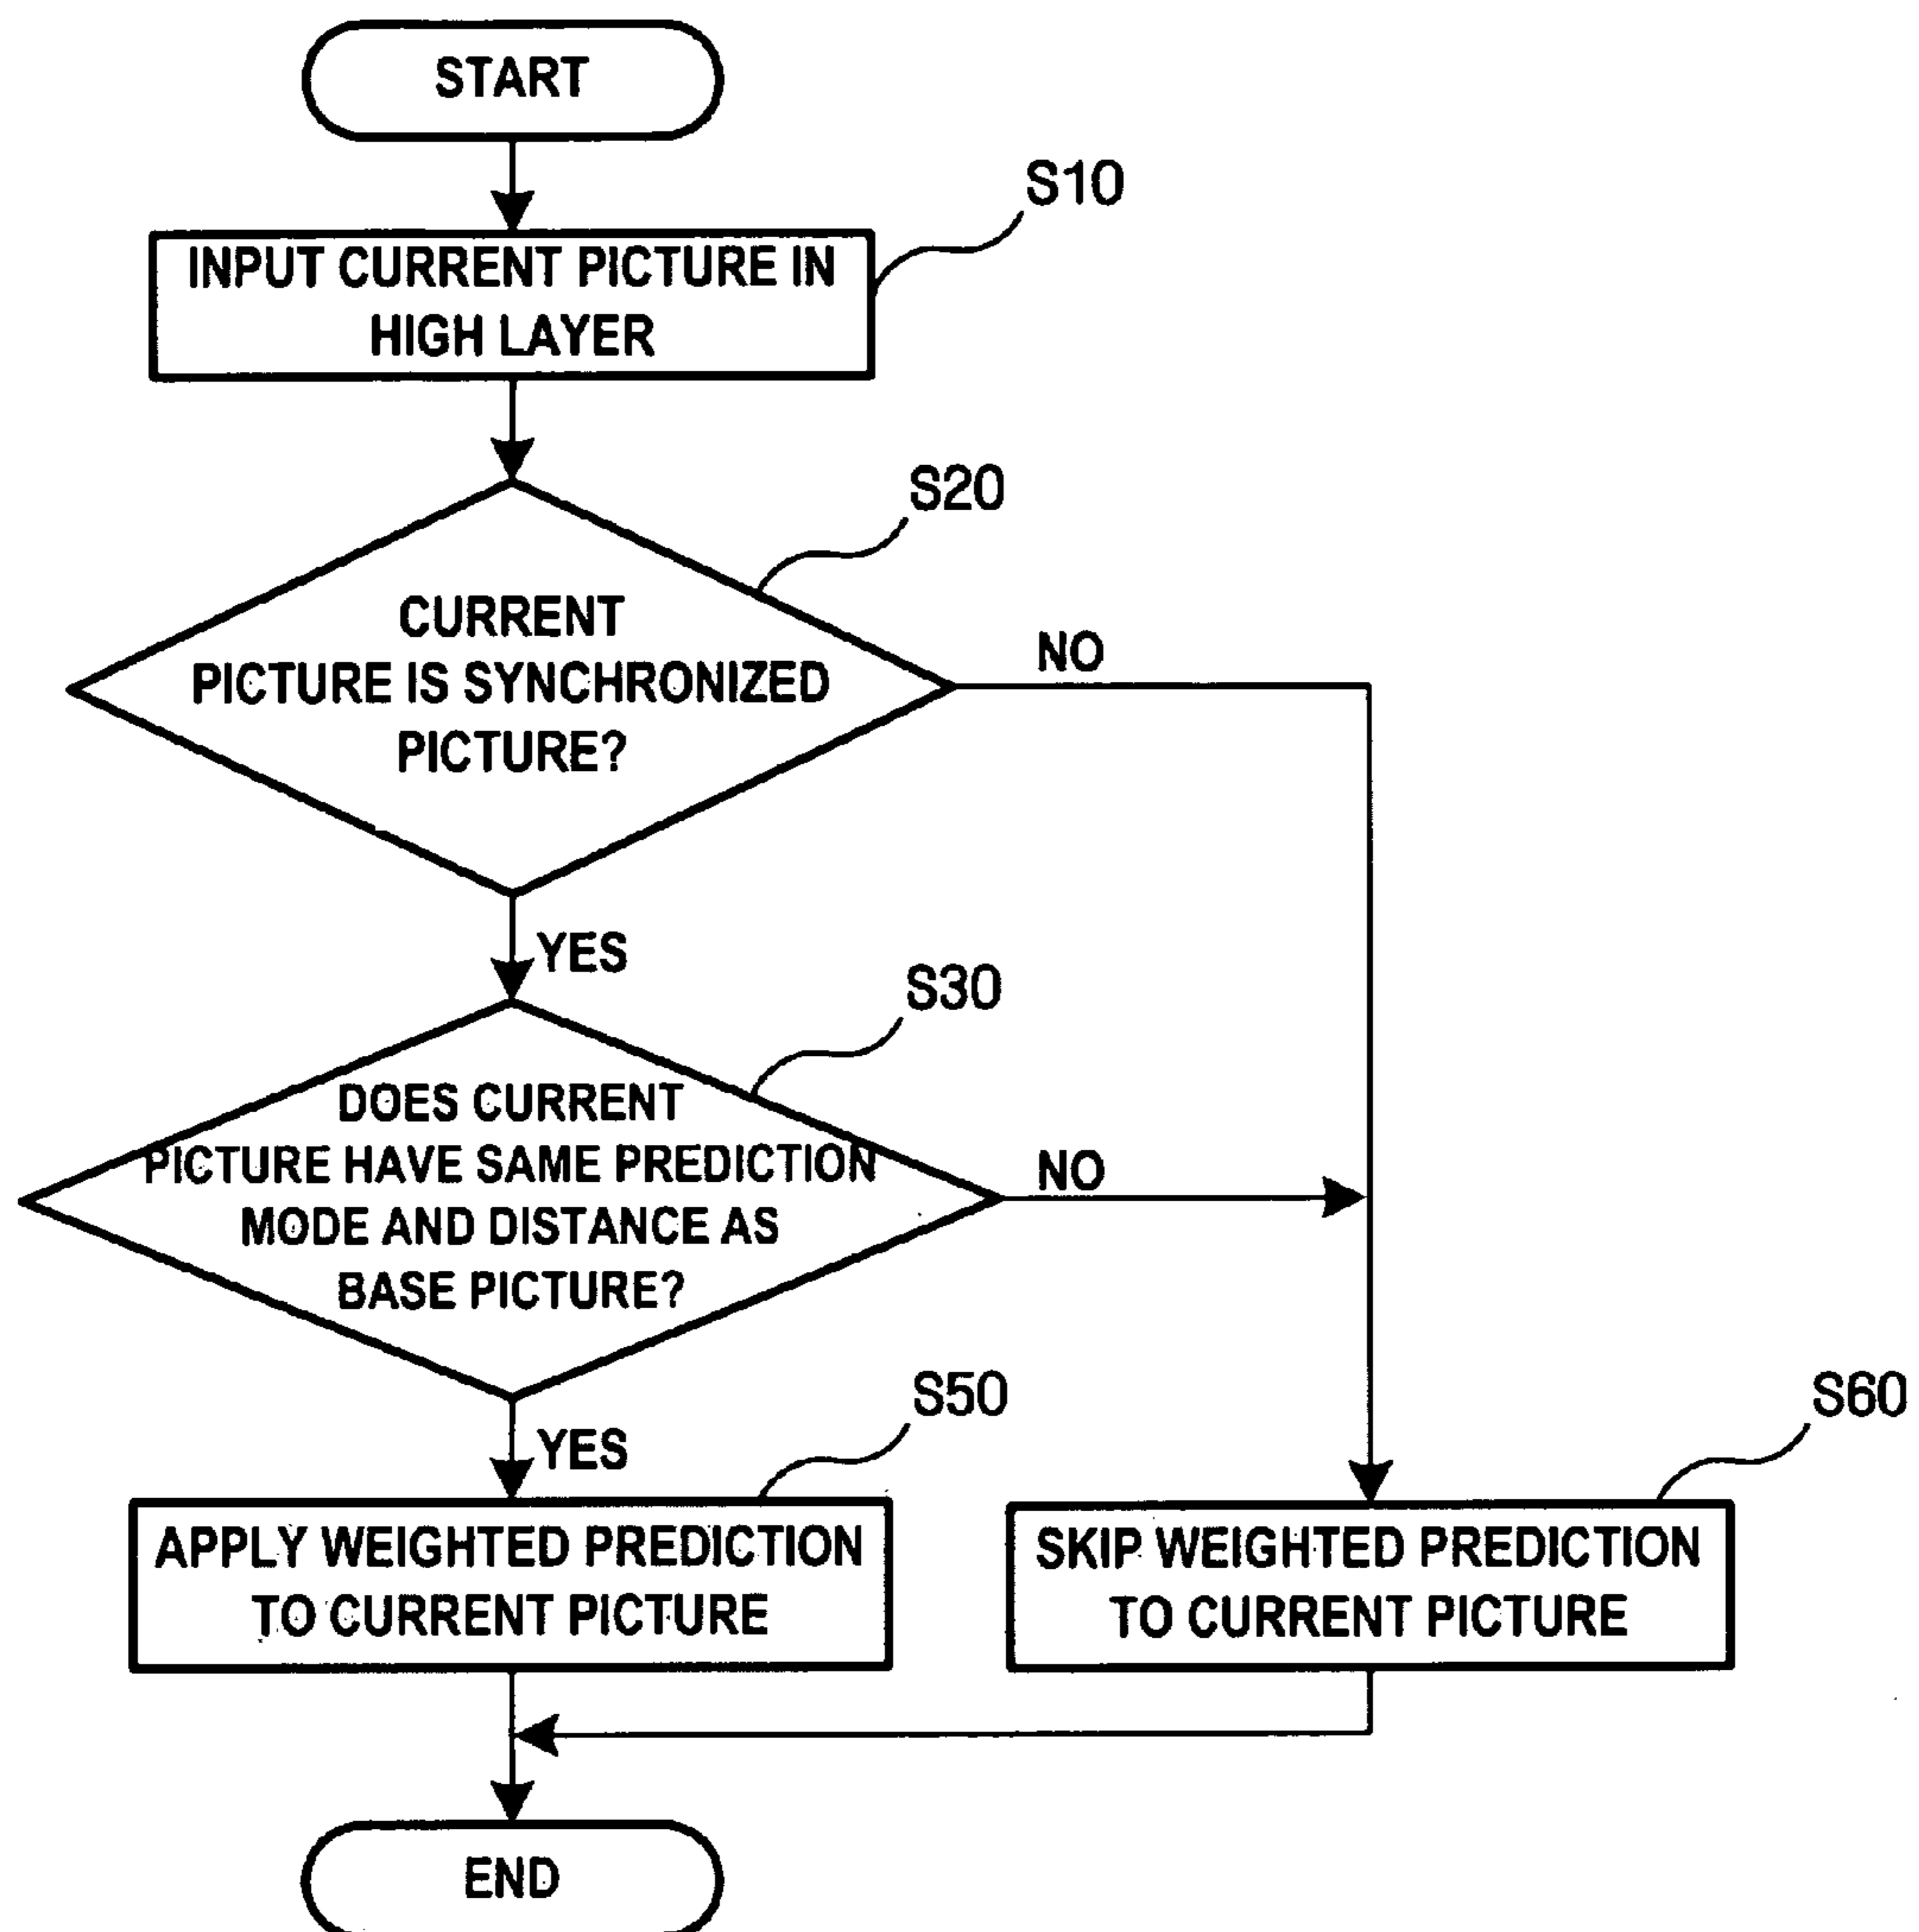 START
S10
INPUT CURRENT PICTURE IN
HIGH LAYER
S20
CURRENT
PICTURE IS SYNCHRONIZED
PICTURE?
NO
YES
S30
DOES CURRENT
PICTURE HAVE SAME PREDICTION
MODE AND DISTANCE AS
BASE PICTURE?
NO
YES
S50
APPLY WEIGHTED PREDICTION
TO CURRENT PICTURE
S60
SKIP WEIGHTED PREDICTION
TO CURRENT PICTURE
END